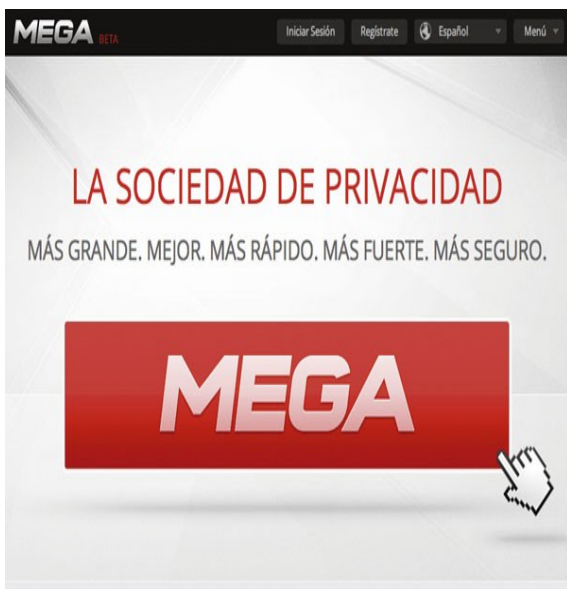 MEGA BETA Iniciar Sesión Regístrate Español Menú
LA SOCIEDAD DE PRIVACIDAD
MÁS GRANDE. MEJOR. MÁS RÁPIDO. MÁS FUERTE. MÁS SEGURO.
MEGA